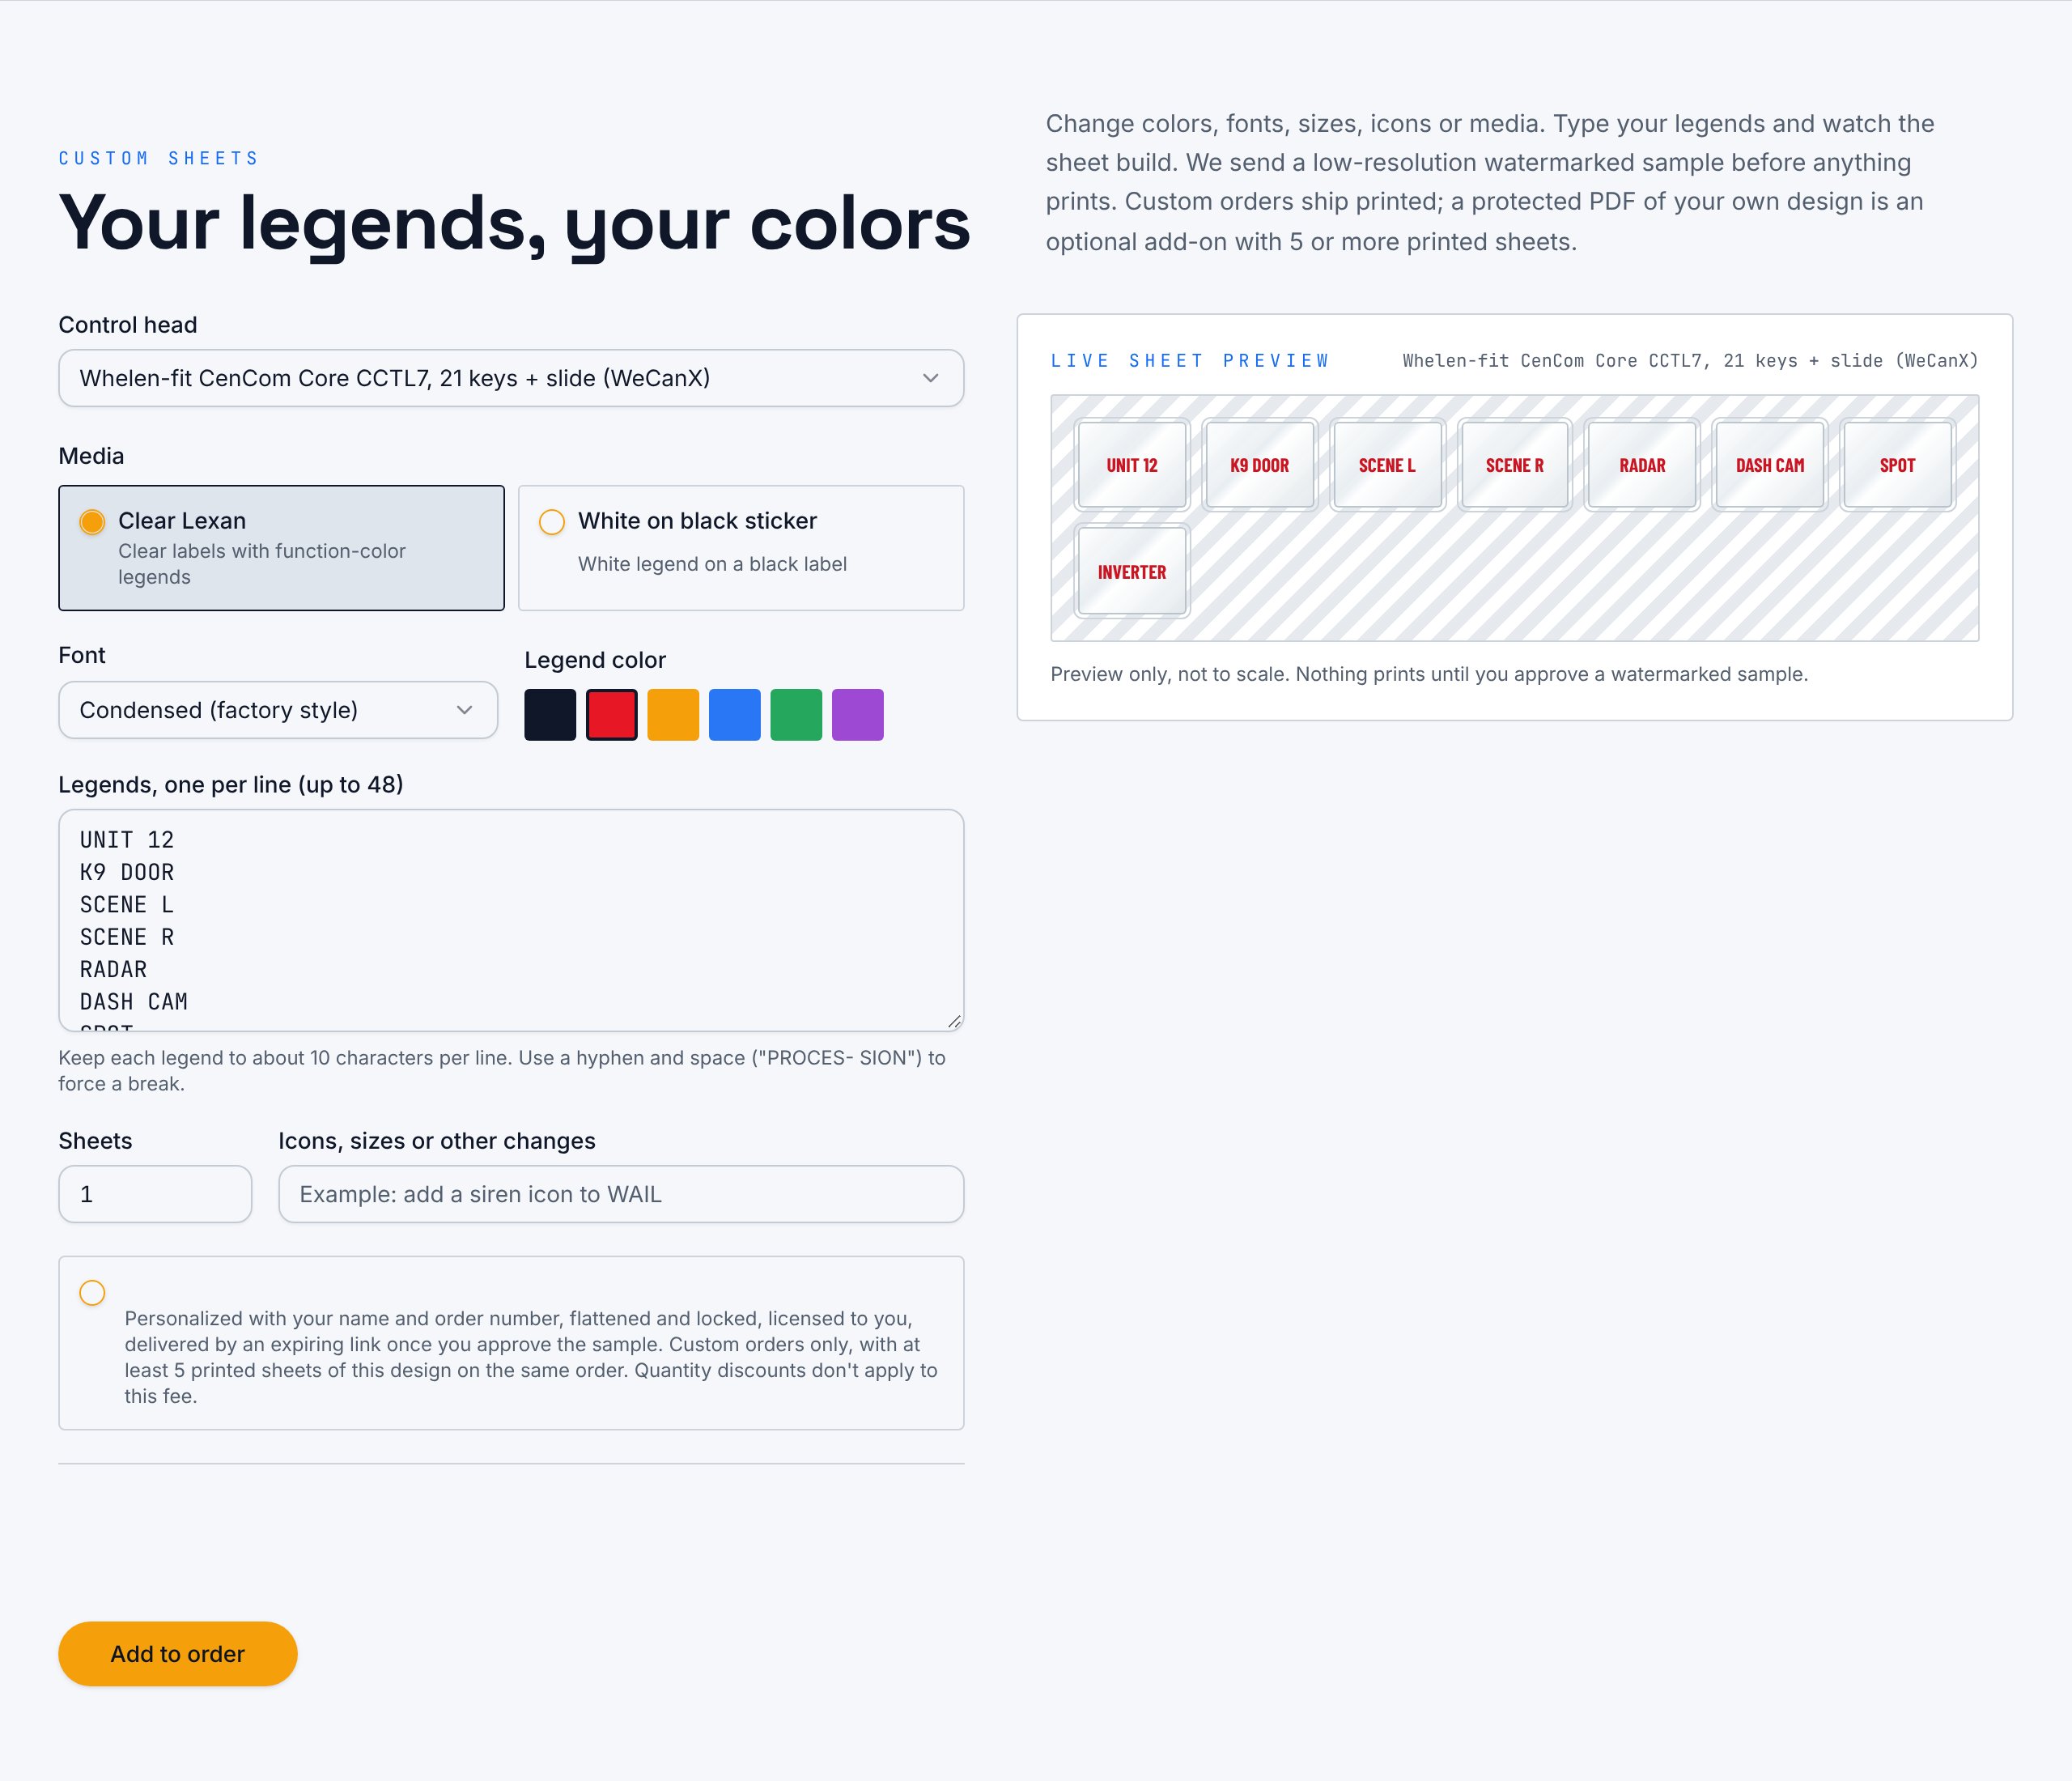 CUSTOM SHEETS
Your legends, your colors
Change colors, fonts, sizes, icons or media. Type your legends and watch the
sheet build. We send a low-resolution watermarked sample before anything
prints. Custom orders ship printed; a protected PDF of your own design is an
optional add-on with 5 or more printed sheets.
Control head
Whelen-fit CenCom Core CCTL7, 21 keys + slide (WeCanX)
Media
Clear Lexan
Clear labels with function-color
legends
White on black sticker
White legend on a black label
Font
Condensed (factory style)
Legend color
Legends, one per line (up to 48)
UNIT 12
K9 DOOR
SCENE L
SCENE R
RADAR
DASH CAM
SPOT
Keep each legend to about 10 characters per line. Use a hyphen and space ("PROCES- SION") to
force a break.
Sheets
1
Icons, sizes or other changes
Example: add a siren icon to WAIL
Personalized with your name and order number, flattened and locked, licensed to you,
delivered by an expiring link once you approve the sample. Custom orders only, with at
least 5 printed sheets of this design on the same order. Quantity discounts don't apply to
this fee.
Add to order
LIVE SHEET PREVIEW
Whelen-fit CenCom Core CCTL7, 21 keys + slide (WeCanX)
UNIT 12
K9 DOOR
SCENE L
SCENE R
RADAR
DASH CAM
SPOT
INVERTER
Preview only, not to scale. Nothing prints until you approve a watermarked sample.